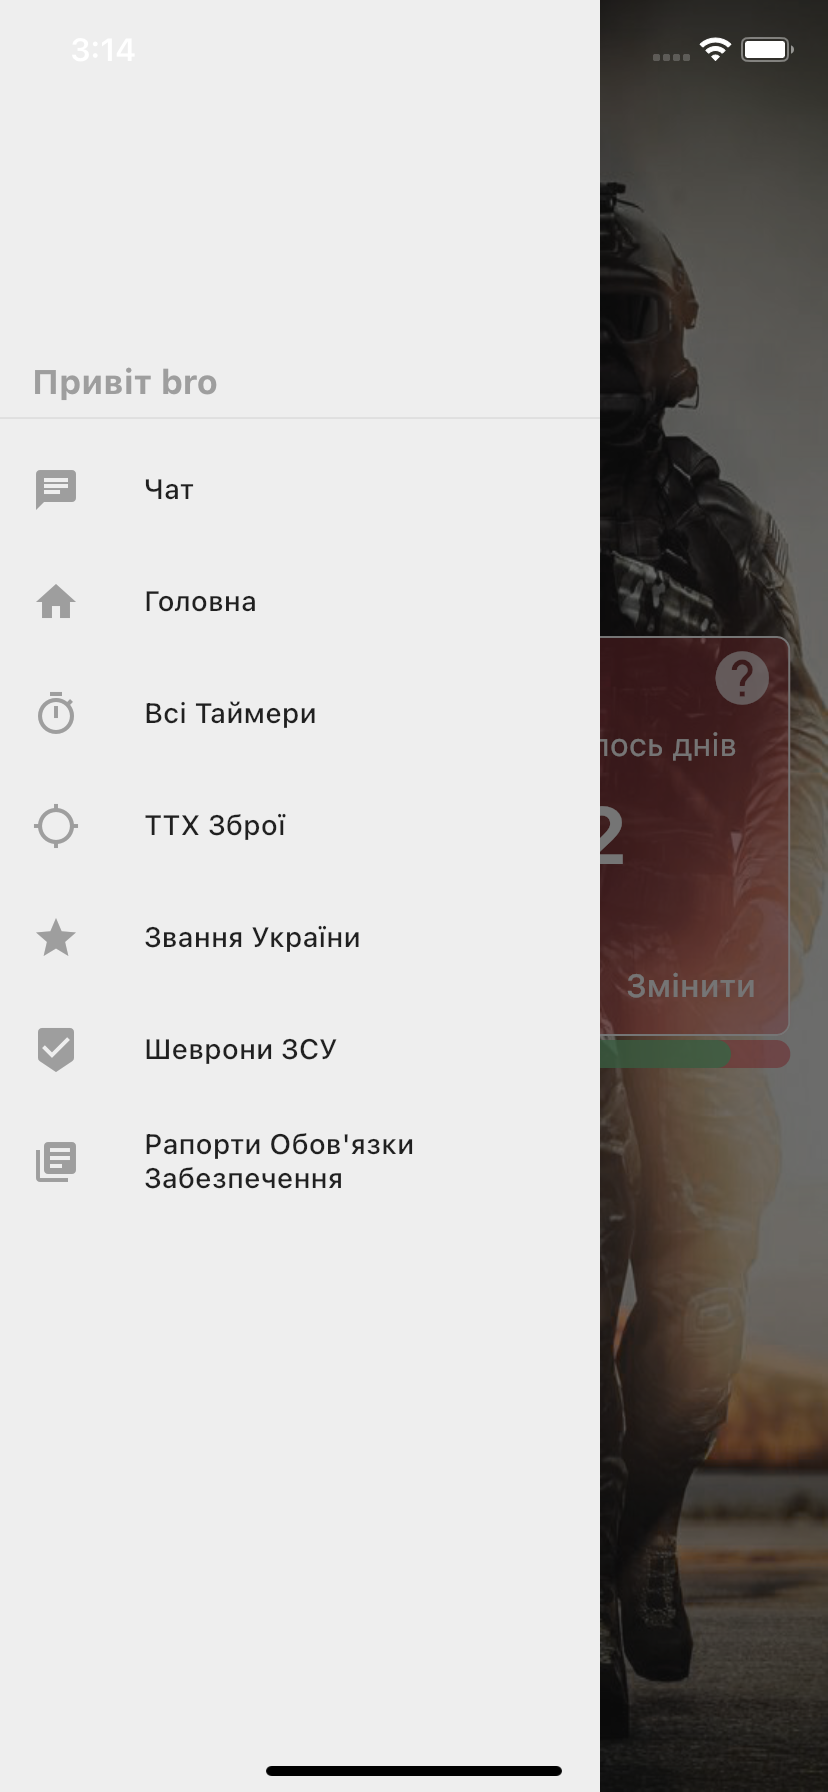 3:14
Привіт bro
Чат
Головна
Всі Таймери
ТТХ Зброї
Звання України
Шеврони ЗСУ
Рапорти Обов'язки
Забезпечення
?
днів
2
Змінити